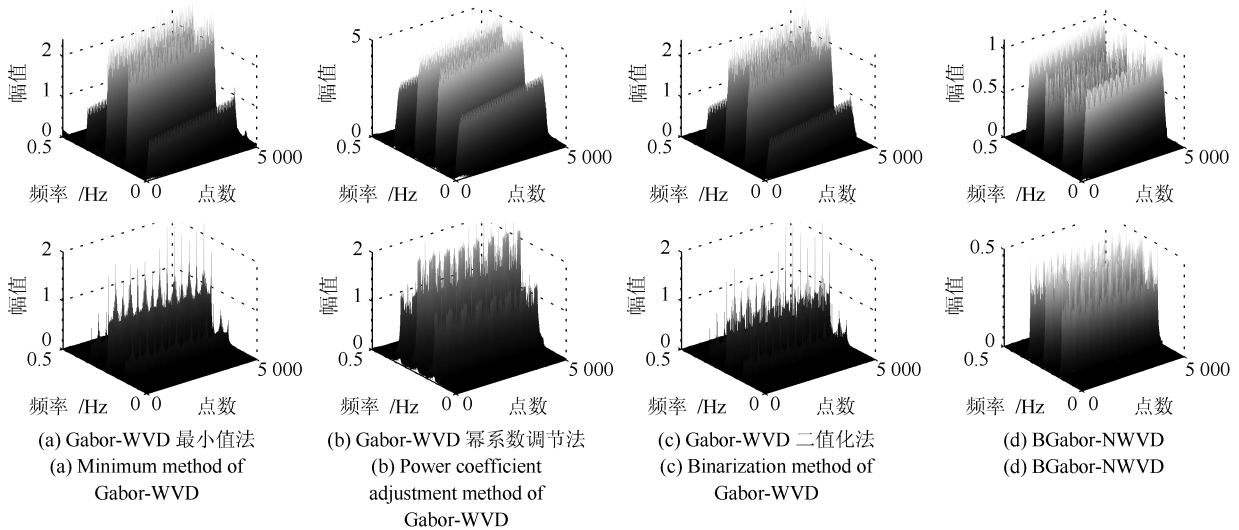 2
1
0
0.5
幅值
频率 /Hz
0 0
点数
5 000
5
0
0.5
幅值
频率 /Hz
0 0
点数
5 000
2
1
0
0.5
幅值
频率 /Hz
0 0
点数
5 000
1
0.5
0
0.5
幅值
频率 /Hz
0 0
点数
5 000
2
1
0
0.5
幅值
频率 /Hz
0 0
点数
5 000
2
1
0
0.5
幅值
频率 /Hz
0 0
点数
5 000
2
1
0
0.5
幅值
频率 /Hz
0 0
点数
5 000
0.5
0
0.5
幅值
频率 /Hz
0 0
点数
5 000
(a) Gabor-WVD 最小值法
(a) Minimum method of
Gabor-WVD
(b) Gabor-WVD 幂系数调节法
(b) Power coefficient
adjustment method of
Gabor-WVD
(c) Gabor-WVD 二值化法
(c) Binarization method of
Gabor-WVD
(d) BGabor-NWVD
(d) BGabor-NWVD